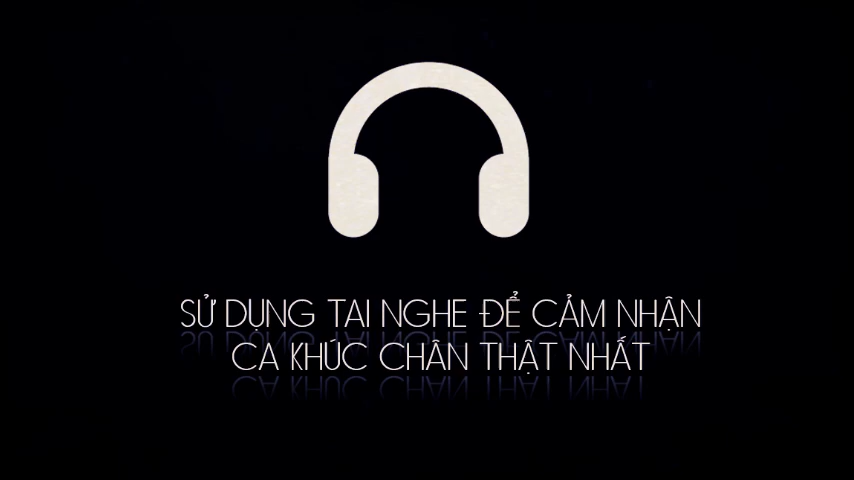 SỬ DỤNG TAI NGHE ĐỂ CẢM NHẬN
CA KHÚC CHÂN THẬT NHẤT